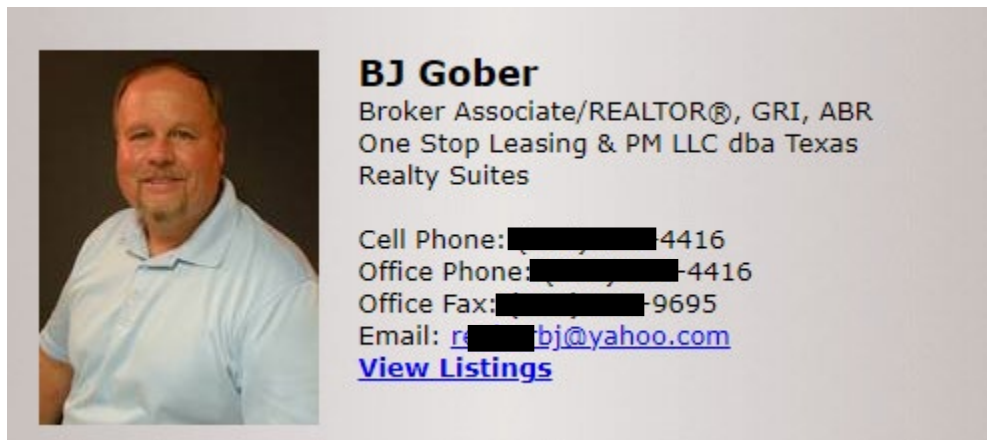 BJ Gober
Broker Associate/REALTOR®, GRI, ABR
One Stop Leasing & PM LLC dba Texas
Realty Suites
Cell Phone: -4416
Office Phone: -4416
Office Fax: -9695
Email: re bj@yahoo.com
View Listings